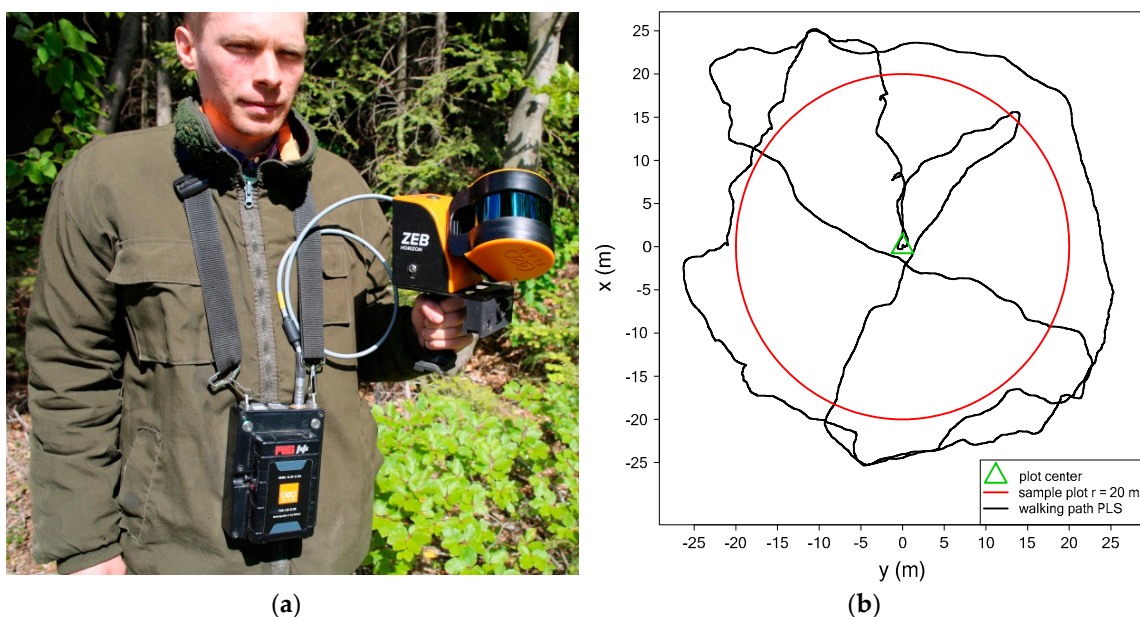 ZEB
HORIZON
GEO
x (m)
25
20
15
10
5
0
-5
-10
-15
-20
-25
plot center
sample plot r = 20 m
walking path PLS
-25 -20 -15 -10 -5 0 5 10 15 20 25
y (m)
(a)
(b)